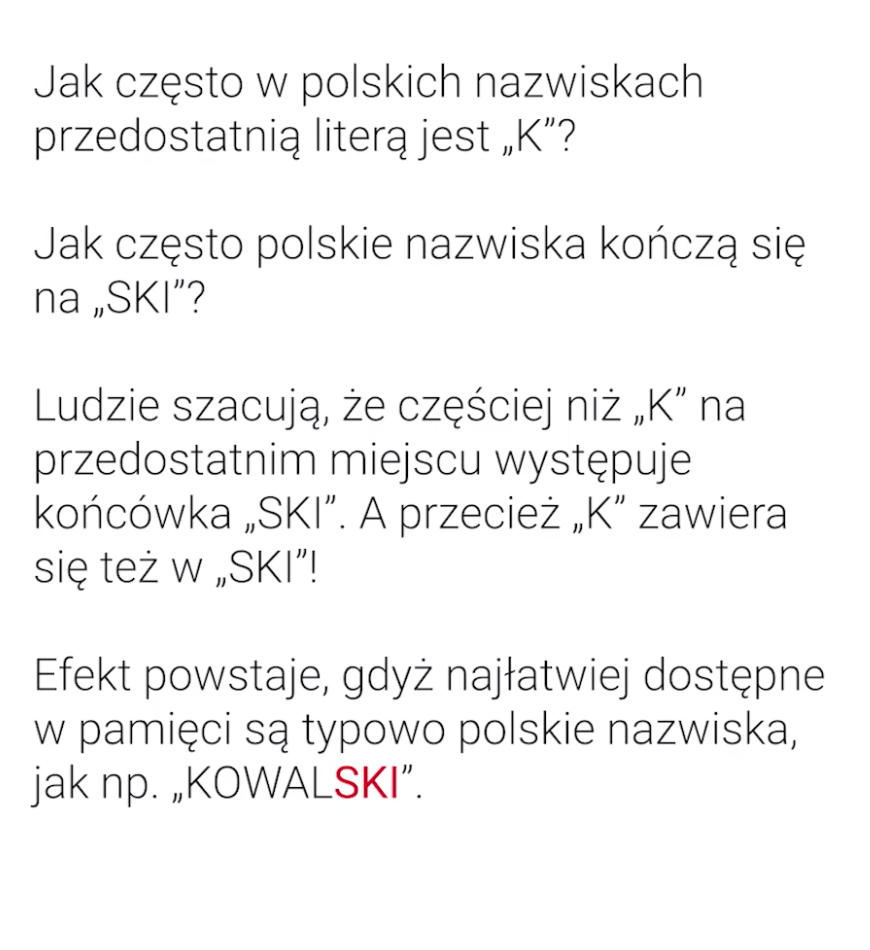 Jak często w polskich nazwiskach
przedostatnią literą jest „K”?
Jak często polskie nazwiska kończą się
na „SKI”?
Ludzie szacują, że częściej niż „K” na
przedostatnim miejscu występuje
końcówka „SKI”. A przecież „K” zawiera
się też w „SKI”!
Efekt powstaje, gdyż najłatwiej dostępne
w pamięci są typowo polskie nazwiska,
jak np. „KOWALSKI”.